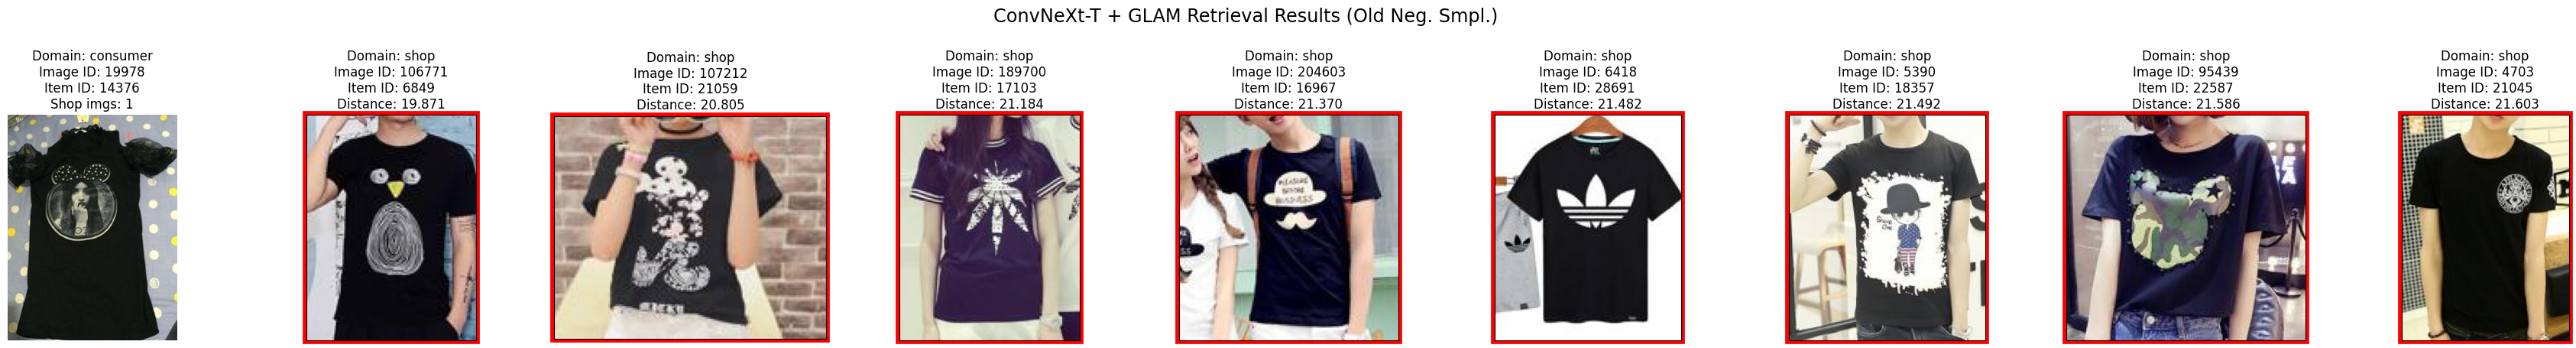 ConvNeXt-T + GLAM Retrieval Results (Old Neg. Smpl.)
Domain: consumer
Image ID: 19978
Item ID: 14376
Shop imgs: 1
Domain: shop
Image ID: 106771
Item ID: 6849
Distance: 19.871
Domain: shop
Image ID: 107212
Item ID: 21059
Distance: 20.805
Domain: shop
Image ID: 189700
Item ID: 17103
Distance: 21.184
Domain: shop
Image ID: 204603
Item ID: 16967
Distance: 21.370
PLEASURE
BEFORE
BUSINESS
Domain: shop
Image ID: 6418
Item ID: 28691
Distance: 21.482
Domain: shop
Image ID: 5390
Item ID: 18357
Distance: 21.492
Domain: shop
Image ID: 95439
Item ID: 22587
Distance: 21.586
Domain: shop
Image ID: 4703
Item ID: 21045
Distance: 21.603